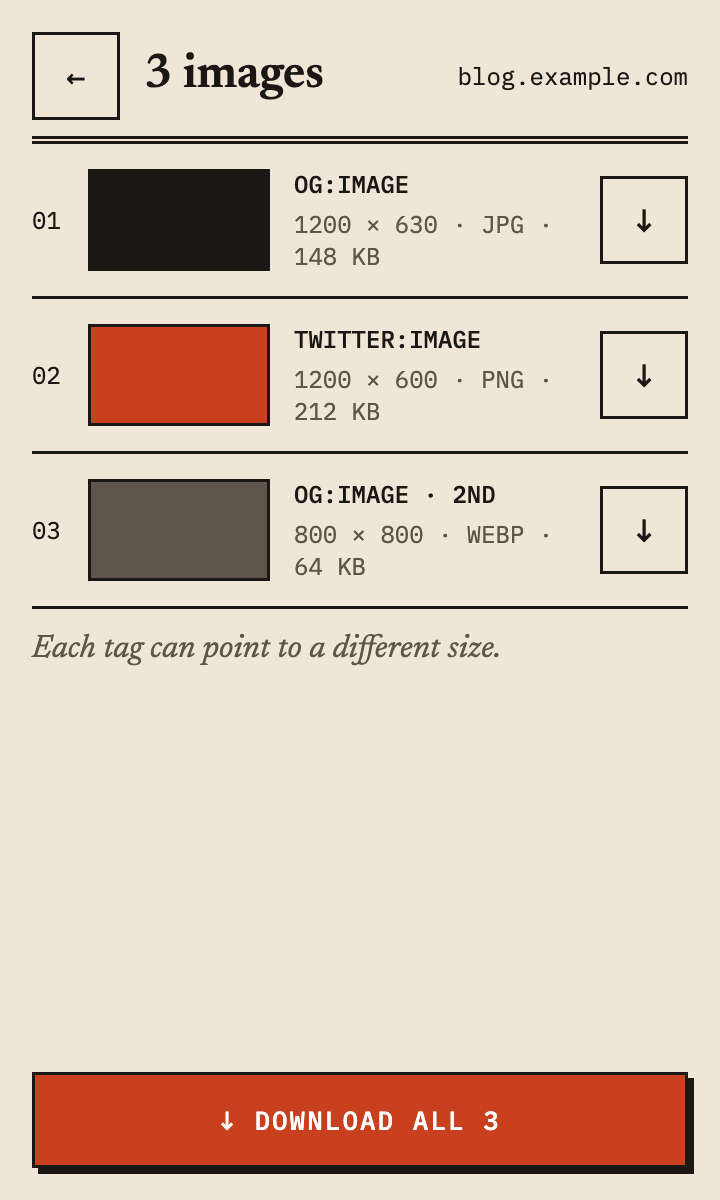 ← 3 images blog.example.com
01 OG:IMAGE ↓
1200 × 630 · JPG ·
148 KB
02 TWITTER:IMAGE ↓
1200 × 600 · PNG ·
212 KB
03 OG:IMAGE · 2ND ↓
800 × 800 · WEBP ·
64 KB
Each tag can point to a different size.
↓ DOWNLOAD ALL 3